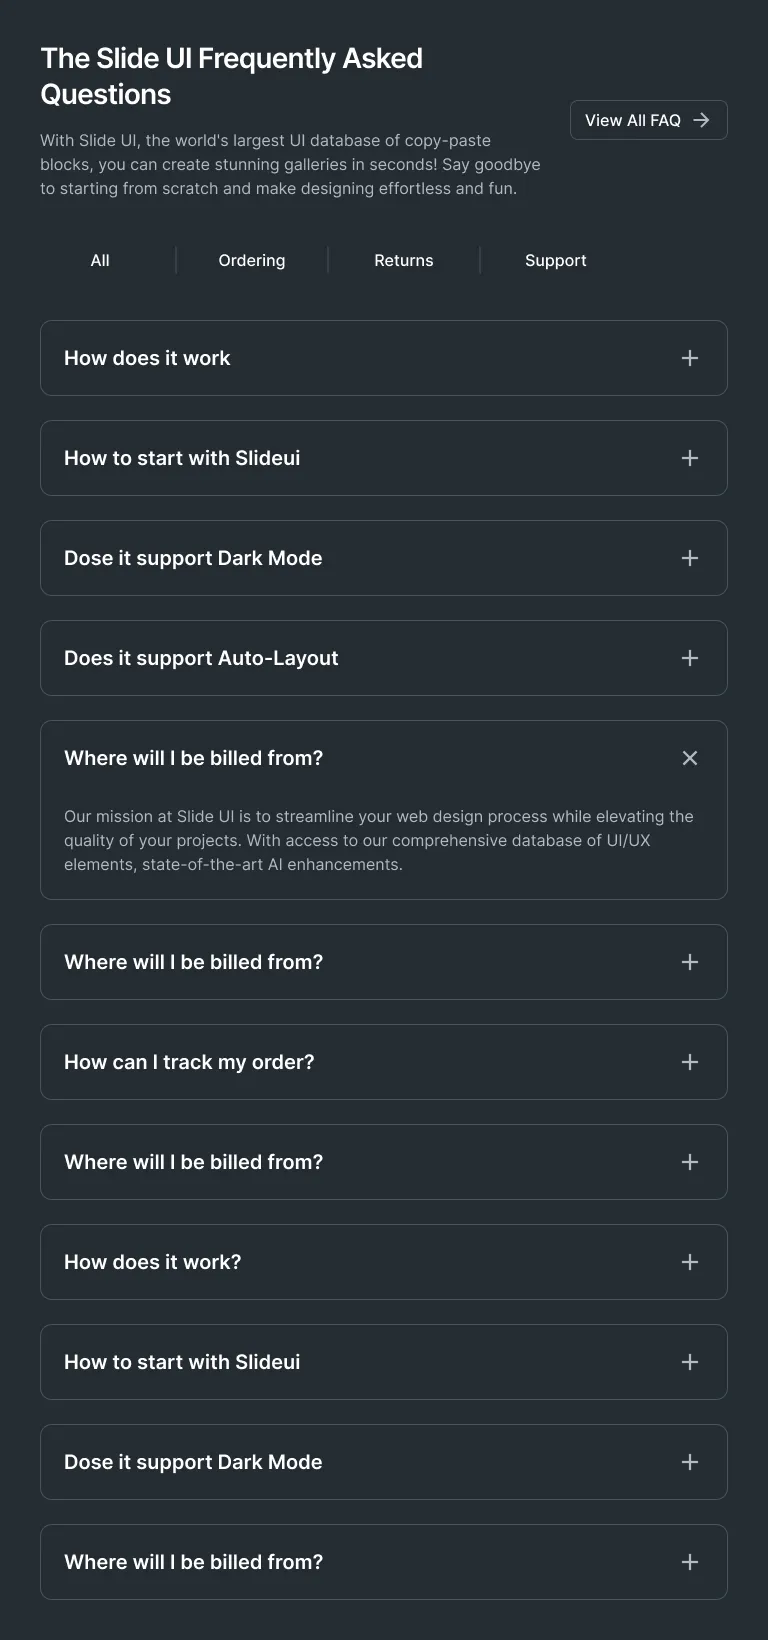 The Slide UI Frequently Asked
Questions
With Slide UI, the world's largest UI database of copy-paste
blocks, you can create stunning galleries in seconds! Say goodbye
to starting from scratch and make designing effortless and fun.
View All FAQ
All
Ordering
Returns
Support
How does it work
How to start with Slideui
Dose it support Dark Mode
Does it support Auto-Layout
Where will I be billed from?
Our mission at Slide UI is to streamline your web design process while elevating the
quality of your projects. With access to our comprehensive database of UI/UX
elements, state-of-the-art AI enhancements.
Where will I be billed from?
How can I track my order?
Where will I be billed from?
How does it work?
How to start with Slideui
Dose it support Dark Mode
Where will I be billed from?